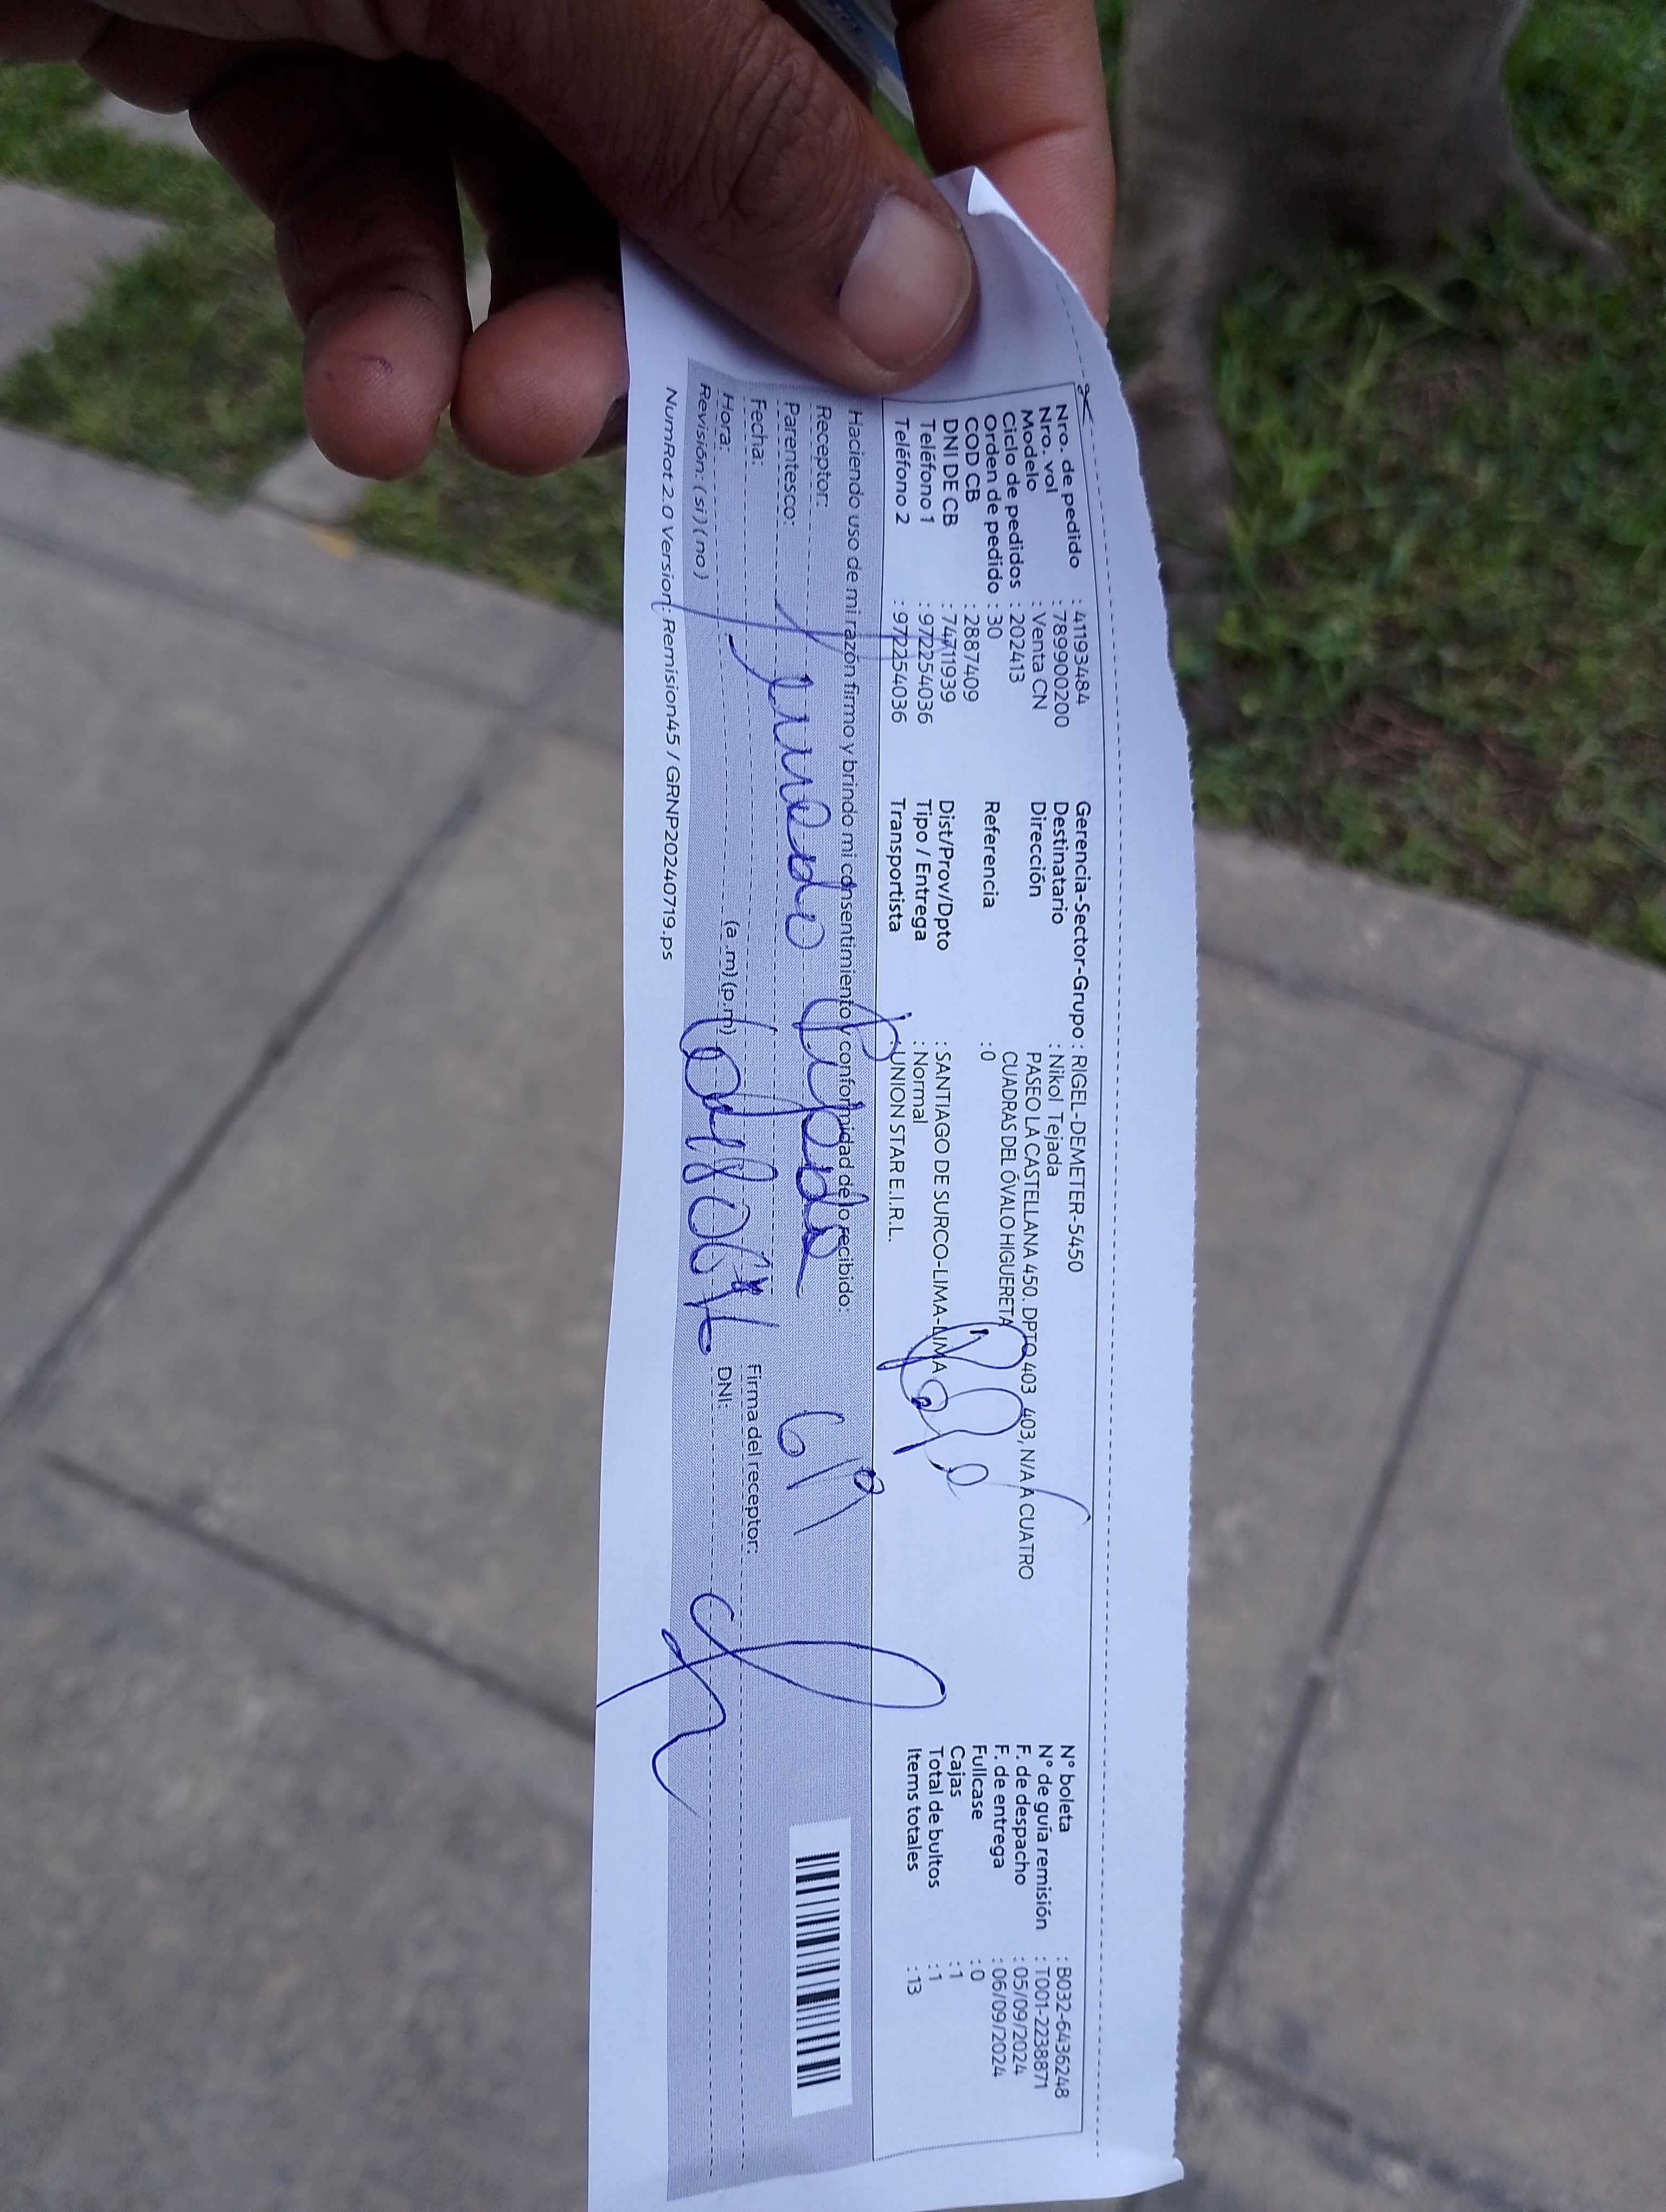 Nro. de pedido : 41193484
Nro. vol : 789900200
Modelo : Venta CN
Ciclo de pedidos : 202413
Orden de pedido : 30
COD CB : 2887409
DNI DE CB : 74711939
Teléfono 1 : 972254036
Teléfono 2 : 972254036
Gerencia-Sector-Grupo : RIGEL-DEMETER-5450
Destinatario : Nikol Tejada
Dirección PASEO LA CASTELLANA 450. DPTO 403 403, N/A A CUATRO
CUADRAS DEL ÓVALO HIGUERETA
Referencia : 0
Dist/Prov/Dpto : SANTIAGO DE SURCO-LIMA-LIMA
Tipo / Entrega : Normal
Transportista : UNION STAR E.I.R.L.
N° boleta : B032-6436248
N° de guía remisión : T001-2238871
F. de despacho : 05/09/2024
F. de entrega : 06/09/2024
Fullcase : 0
Cajas : 1
Total de bultos : 1
Items totales : 13
Haciendo uso de mi razón firmo y brindo mi consentimiento y conformidad de lo recibido:
Receptor:
Parentesco:
Fecha:
Hora: (a.m) (p.m)
Revisión: (si) (no)
Firma del receptor:
DNI:
NumRot 2.0 Version: Remision45 / GRNP20240719.ps